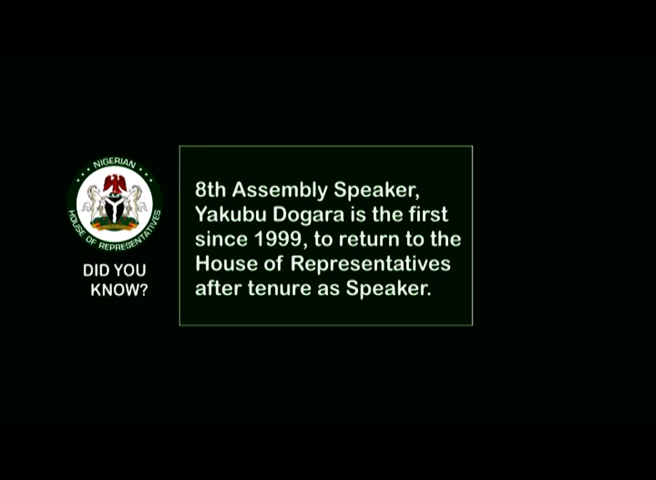 NIGERIAN
HOUSE OF REPRESENTATIVES
DID YOU
KNOW?
8th Assembly Speaker,
Yakubu Dogara is the first
since 1999, to return to the
House of Representatives
after tenure as Speaker.